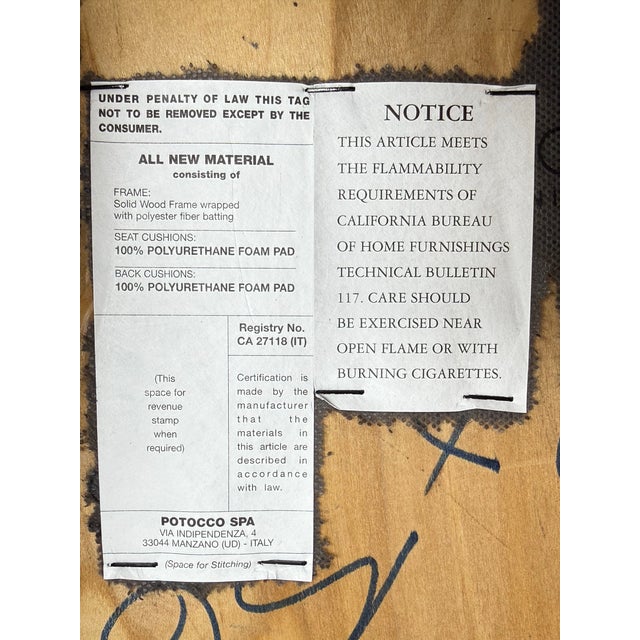 UNDER PENALTY OF LAW THIS TAG
NOT TO BE REMOVED EXCEPT BY THE
CONSUMER.
ALL NEW MATERIAL
consisting of
FRAME:
Solid Wood Frame wrapped
with polyester fiber batting
SEAT CUSHIONS:
100% POLYURETHANE FOAM PAD
BACK CUSHIONS:
100% POLYURETHANE FOAM PAD
Registry No.
CA 27118 (IT)
(This
space for
revenue
stamp
when
required)
Certification is
made by the
manufacturer
that the
materials in
this article are
described in
accordance
with law.
POTOCCO SPA
VIA INDIPENDENZA, 4
33044 MANZANO (UD) - ITALY
(Space for Stitching)
NOTICE
THIS ARTICLE MEETS
THE FLAMMABILITY
REQUIREMENTS OF
CALIFORNIA BUREAU
OF HOME FURNISHINGS
TECHNICAL BULLETIN
117. CARE SHOULD
BE EXERCISED NEAR
OPEN FLAME OR WITH
BURNING CIGARETTES.